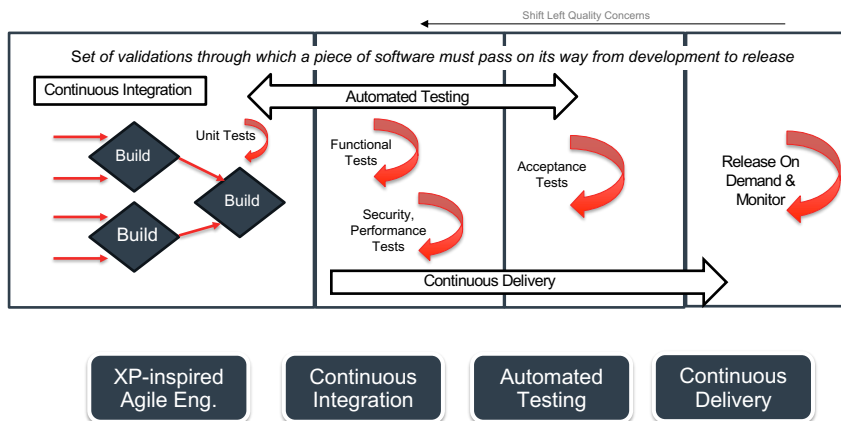 Shift Left Quality Concerns
Set of validations through which a piece of software must pass on its way from development to release
Continuous Integration
Automated Testing
Unit Tests
Build
Build
Build
Functional
Tests
Security,
Performance
Tests
Acceptance
Tests
Release On
Demand &
Monitor
Continuous Delivery
XP-inspired
Agile Eng.
Continuous
Integration
Automated
Testing
Continuous
Delivery